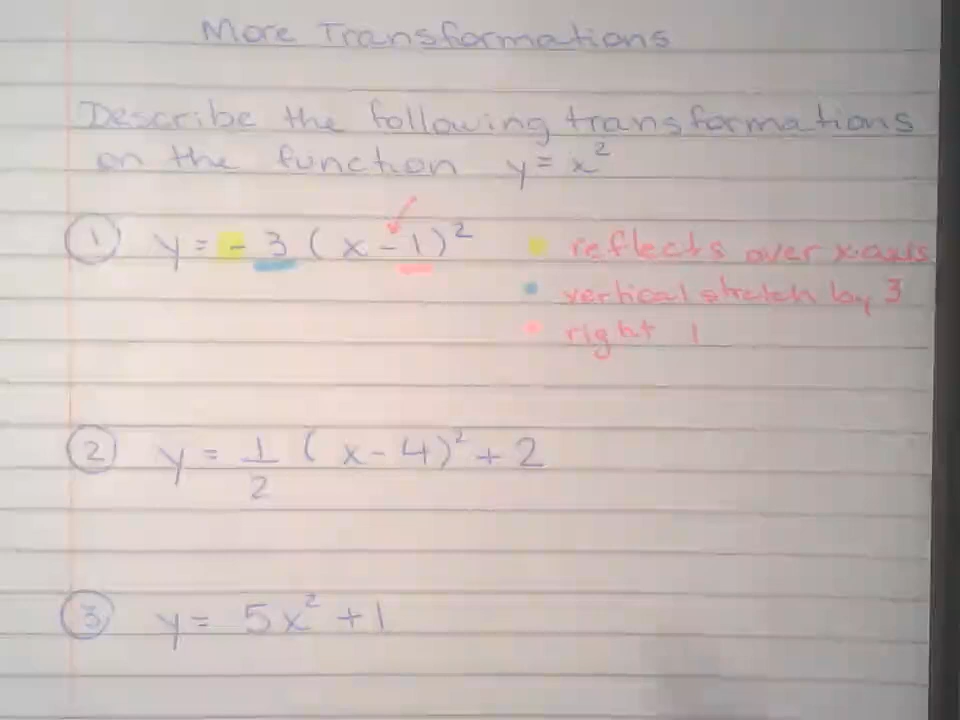 More Transformations
Describe the following transformations
on the function y = x²
① y = - 3 ( x - 1 )²
reflects over x-axis
vertical stretch by 3
right 1
② y = 1/2 ( x - 4 )² + 2
③ y = 5x² + 1